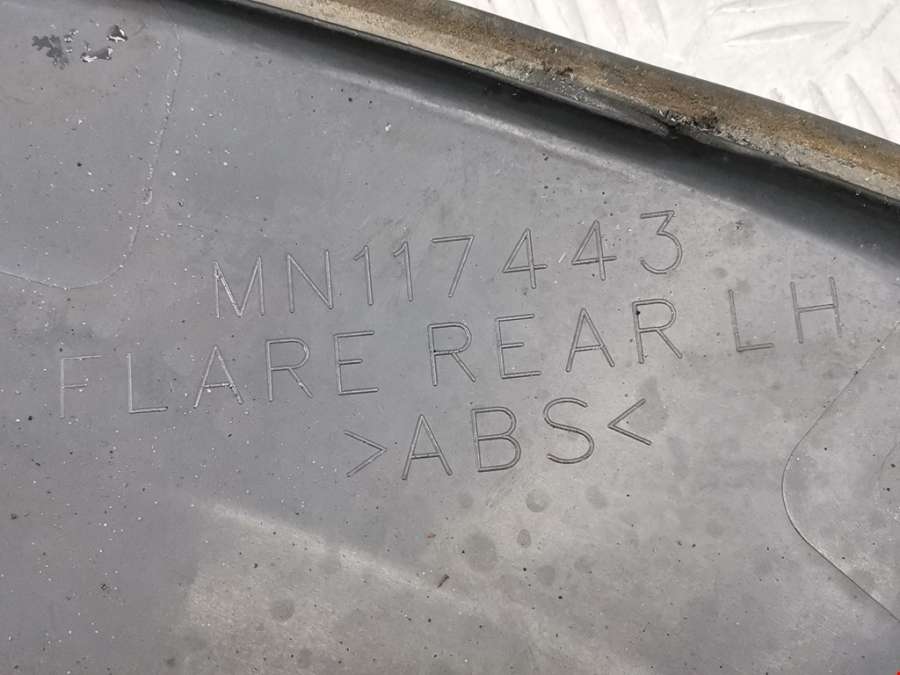 MN117443
FLARE REAR LH
>ABS<